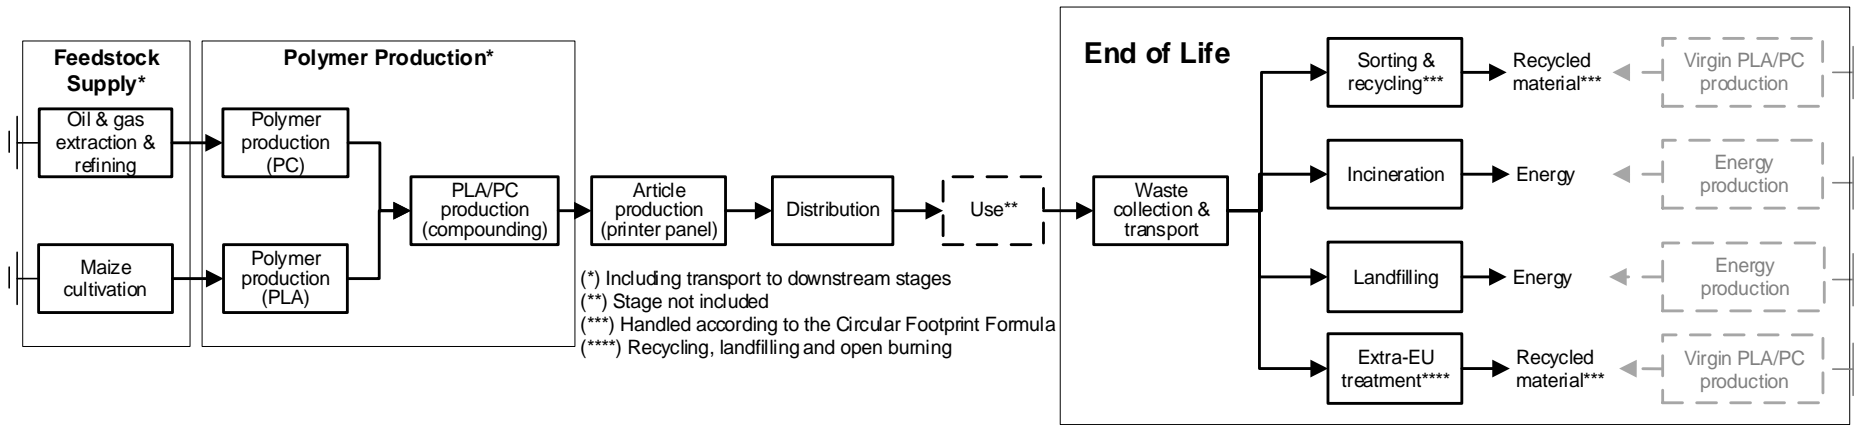 Feedstock
Supply*
Oil & gas
extraction &
refining
Maize
cultivation
Polymer Production*
Polymer
production
(PC)
Polymer
production
(PLA)
PLA/PC
production
(compounding)
Article
production
(printer panel)
Distribution
Use**
(*) Including transport to downstream stages
(**) Stage not included
(***) Handled according to the Circular Footprint Formula
(****) Recycling, landfilling and open burning
End of Life
Waste
collection &
transport
Sorting &
recycling***
Recycled
material***
Virgin PLA/PC
production
Incineration
Energy
Energy
production
Landfilling
Energy
Energy
production
Extra-EU
treatment****
Recycled
material***
Virgin PLA/PC
production